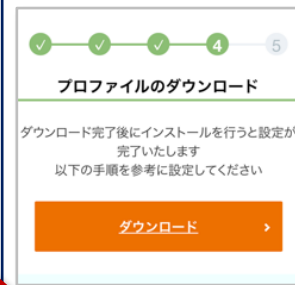 4 5
プロファイルのダウンロード
ダウンロード完了後にインストールを行うと設定が
完了いたします
以下の手順を参考に設定してください
ダウンロード